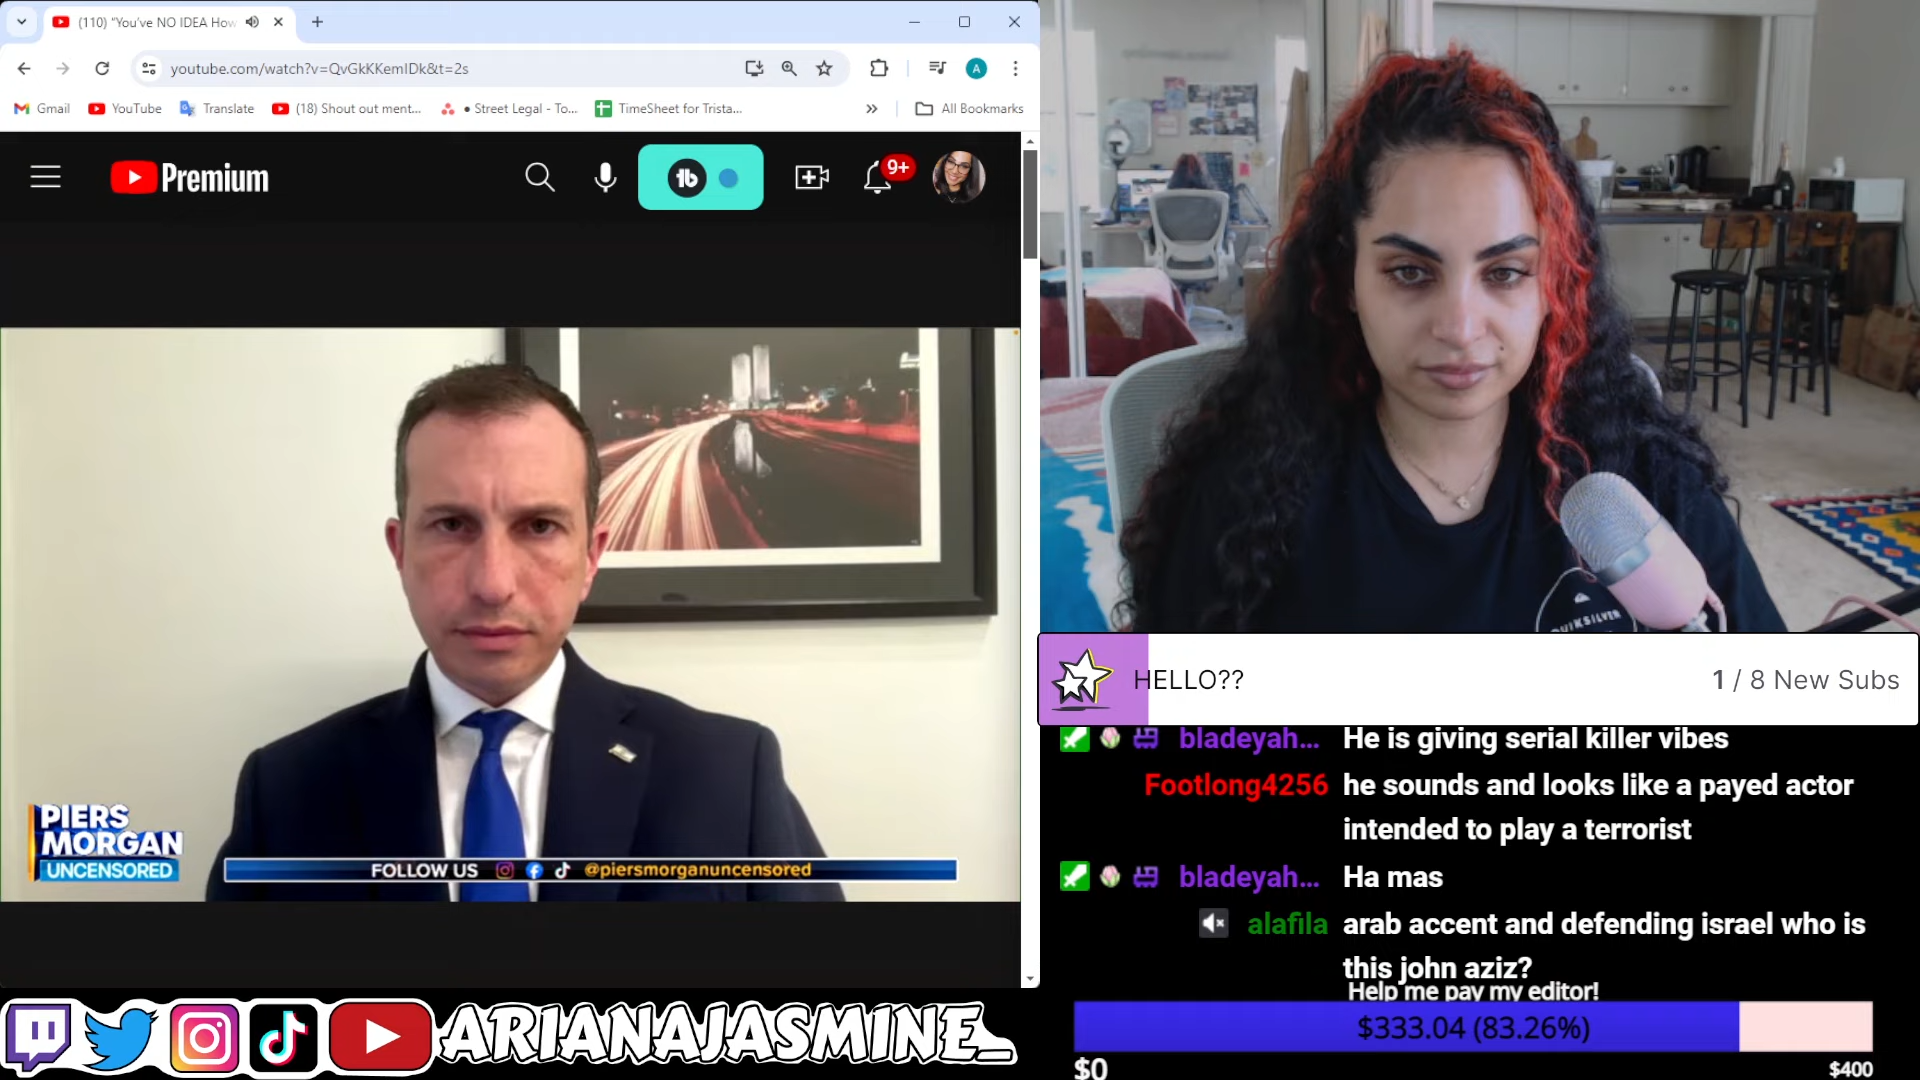 (110) "You've NO IDEA How
youtube.com/watch?v=QvGkKKemIDk&t=2s
A
Gmail
YouTube
Translate
(18) Shout out ment...
● Street Legal - To...
TimeSheet for Trista...
»
All Bookmarks
Premium
9+
PIERS
MORGAN
UNCENSORED
FOLLOW US @piersmorganuncensored
QUIKSILVER
HELLO??
1 / 8 New Subs
bladeyah... He is giving serial killer vibes
Footlong4256 he sounds and looks like a payed actor
intended to play a terrorist
bladeyah... Ha mas
alafila arab accent and defending israel who is
this john aziz?
Help me pay my editor!
$333.04 (83.26%)
$0
$400
ARIANAJASMINE_